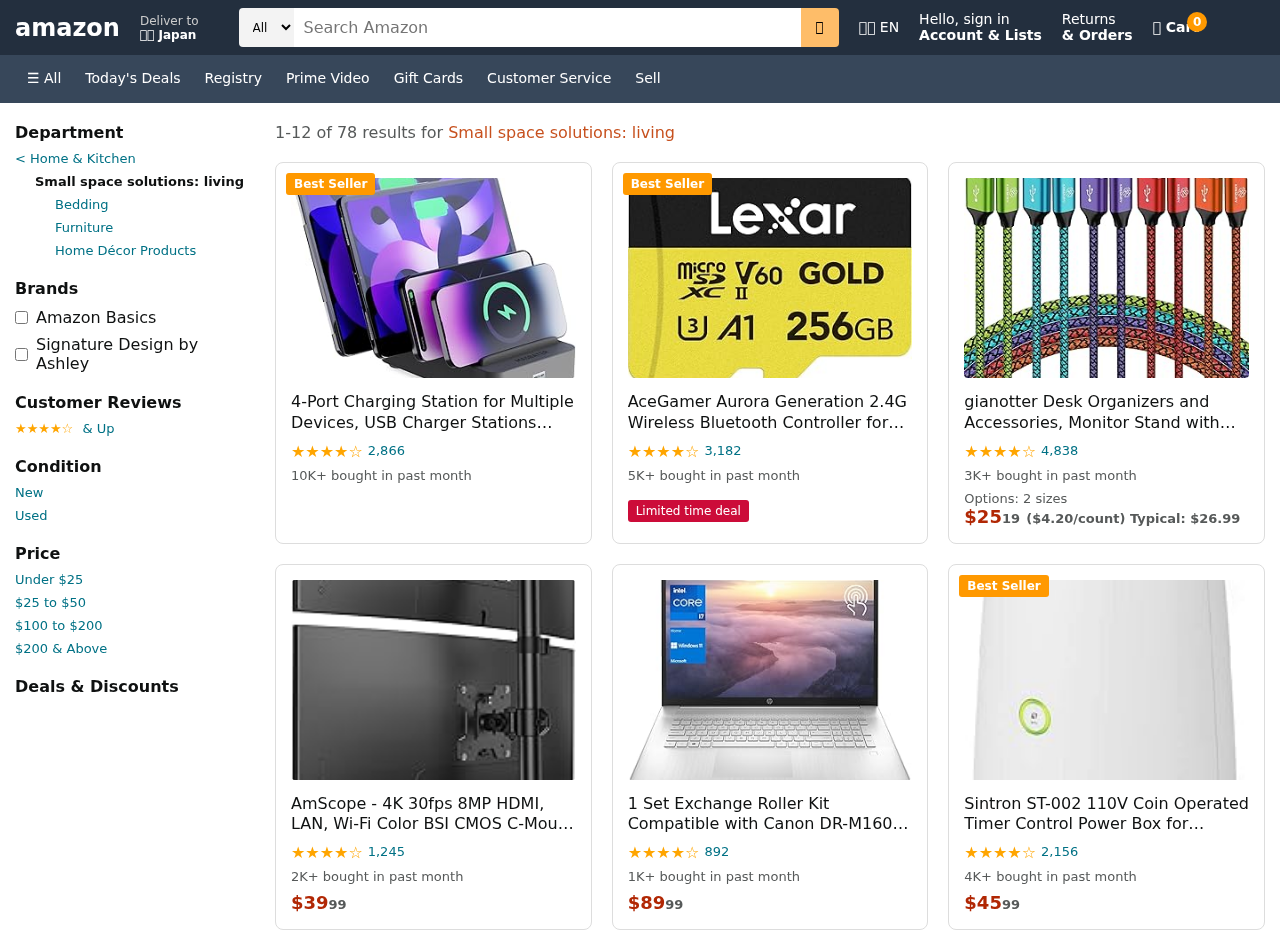 amazon
Deliver to
Japan
All
Search Amazon
EN
Hello, sign in
Account & Lists
Returns
& Orders
0
☰ All
Today's Deals
Registry
Prime Video
Gift Cards
Customer Service
Sell
Department
< Home & Kitchen
Small space solutions: living
Bedding
Furniture
Home Décor Products
Brands
Amazon Basics
Signature Design by
Ashley
Customer Reviews
★★★★☆ & Up
Condition
New
Used
Price
Under $25
$25 to $50
$100 to $200
$200 & Above
Deals & Discounts
1-12 of 78 results for Small space solutions: living
Best Seller
4-Port Charging Station for Multiple
Devices, USB Charger Stations…
★★★★☆ 2,866
10K+ bought in past month
Best Seller
Lexar
micro SD XC V60 II GOLD
U3 A1 256GB
AceGamer Aurora Generation 2.4G
Wireless Bluetooth Controller for…
★★★★☆ 3,182
5K+ bought in past month
Limited time deal
gianotter Desk Organizers and
Accessories, Monitor Stand with…
★★★★☆ 4,838
3K+ bought in past month
Options: 2 sizes
$25 19 ($4.20/count) Typical: $26.99
AmScope - 4K 30fps 8MP HDMI,
LAN, Wi-Fi Color BSI CMOS C-Mou…
★★★★☆ 1,245
2K+ bought in past month
$39 99
intel
CORE i7
Windows 11
Microsoft
hp
1 Set Exchange Roller Kit
Compatible with Canon DR-M160…
★★★★☆ 892
1K+ bought in past month
$89 99
Best Seller
Sintron ST-002 110V Coin Operated
Timer Control Power Box for…
★★★★☆ 2,156
4K+ bought in past month
$45 99